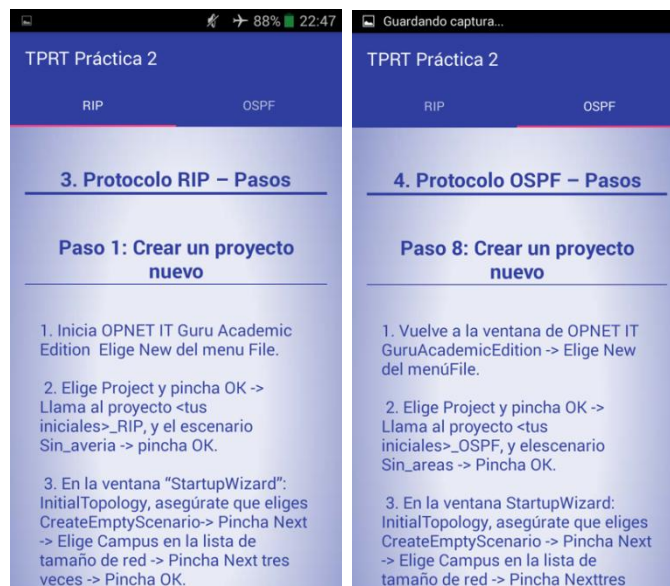 88% 22:47
TPRT Práctica 2
RIP OSPF
3. Protocolo RIP – Pasos
Paso 1: Crear un proyecto
nuevo
1. Inicia OPNET IT Guru Academic
Edition Elige New del menu File.
2. Elige Project y pincha OK ->
Llama al proyecto <tus
iniciales>_RIP, y el escenario
Sin_averia -> pincha OK.
3. En la ventana “StartupWizard”:
InitialTopology, asegúrate que eliges
CreateEmptyScenario-> Pincha Next
-> Elige Campus en la lista de
tamaño de red -> Pincha Next tres
veces -> Pincha OK.
Guardando captura...
TPRT Práctica 2
RIP OSPF
4. Protocolo OSPF – Pasos
Paso 8: Crear un proyecto
nuevo
1. Vuelve a la ventana de OPNET IT
GuruAcademicEdition -> Elige New
del menúFile.
2. Elige Project y pincha OK ->
Llama al proyecto <tus
iniciales>_OSPF, y elescenario
Sin_areas -> Pincha OK.
3. En la ventana StartupWizard:
InitialTopology, asegúrate que eliges
CreateEmptyScenario -> Pincha Next
-> Elige Campus en la lista de
tamaño de red -> Pincha Nexttres